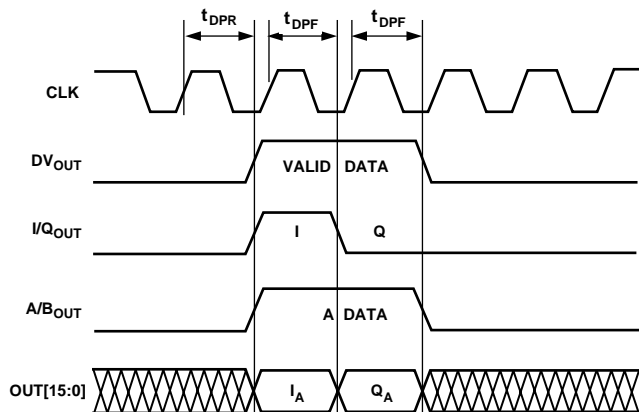 tDPR tDPF tDPF
CLK
DVOUT VALID DATA
I/QOUT I Q
A/BOUT A DATA
OUT[15:0] IA QA